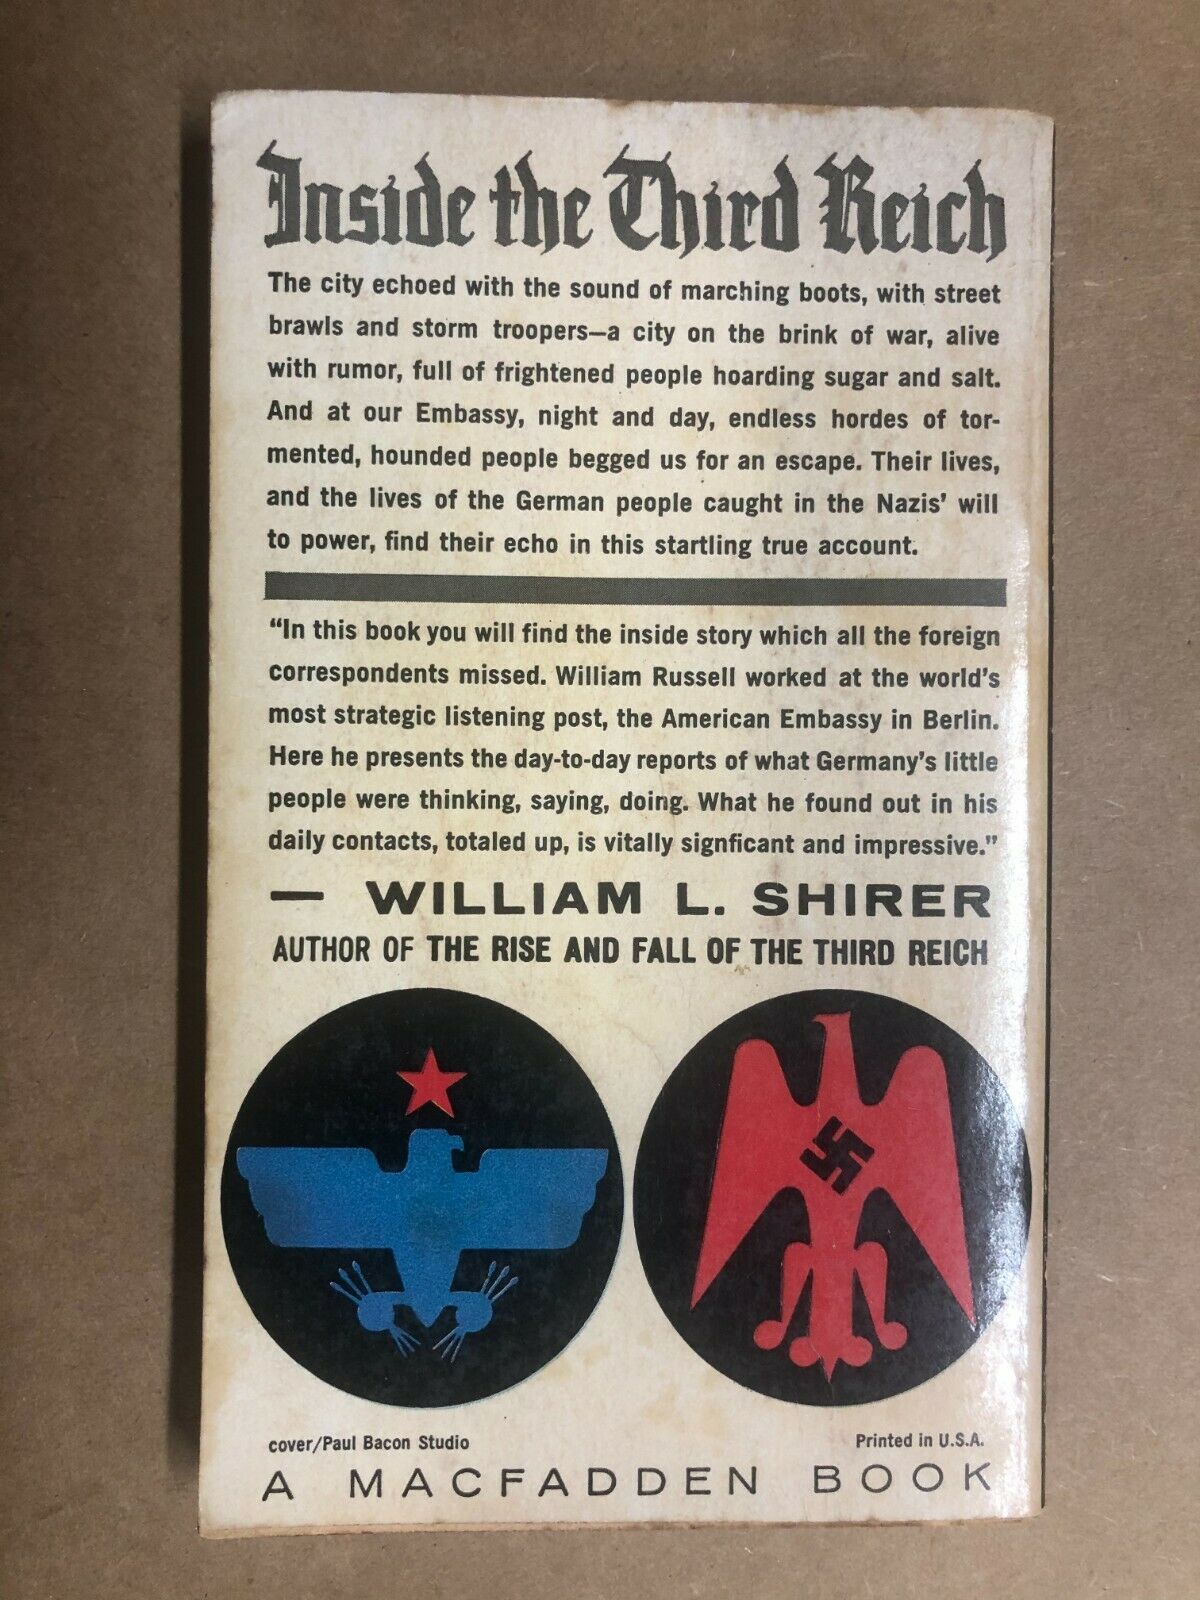 Inside the Third Reich
The city echoed with the sound of marching boots, with street
brawls and storm troopers—a city on the brink of war, alive
with rumor, full of frightened people hoarding sugar and salt.
And at our Embassy, night and day, endless hordes of tor-
mented, hounded people begged us for an escape. Their lives,
and the lives of the German people caught in the Nazis' will
to power, find their echo in this startling true account.
"In this book you will find the inside story which all the foreign
correspondents missed. William Russell worked at the world's
most strategic listening post, the American Embassy in Berlin.
Here he presents the day-to-day reports of what Germany's little
people were thinking, saying, doing. What he found out in his
daily contacts, totaled up, is vitally signficant and impressive."
— WILLIAM L. SHIRER
AUTHOR OF THE RISE AND FALL OF THE THIRD REICH
cover/Paul Bacon Studio
Printed in U.S.A.
A MACFADDEN BOOK